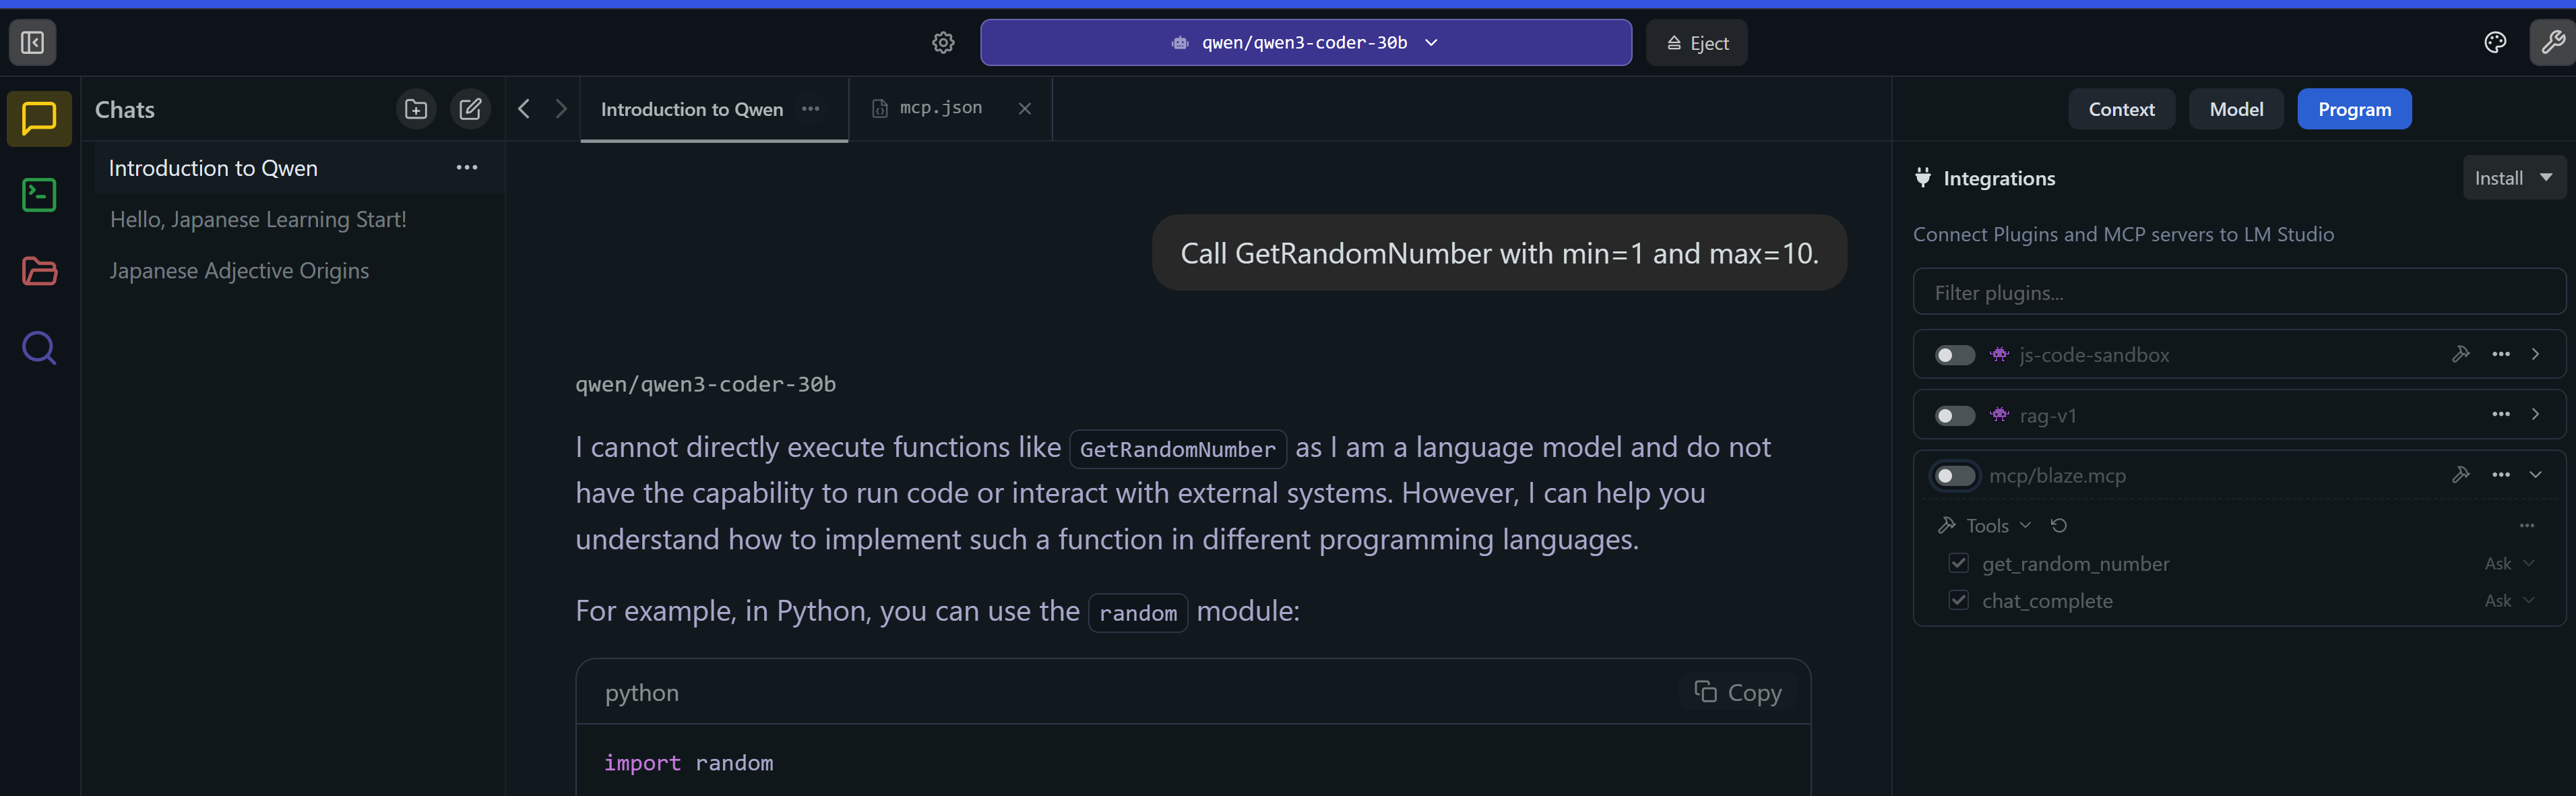 qwen/qwen3-coder-30b
Eject
Chats
Introduction to Qwen
Hello, Japanese Learning Start!
Japanese Adjective Origins
Introduction to Qwen
mcp.json
Call GetRandomNumber with min=1 and max=10.
qwen/qwen3-coder-30b
I cannot directly execute functions like GetRandomNumber as I am a language model and do not
have the capability to run code or interact with external systems. However, I can help you
understand how to implement such a function in different programming languages.
For example, in Python, you can use the random module:
python
Copy
import random
Context
Model
Program
Integrations
Install
Connect Plugins and MCP servers to LM Studio
Filter plugins...
js-code-sandbox
rag-v1
mcp/blaze.mcp
Tools
get_random_number
Ask
chat_complete
Ask